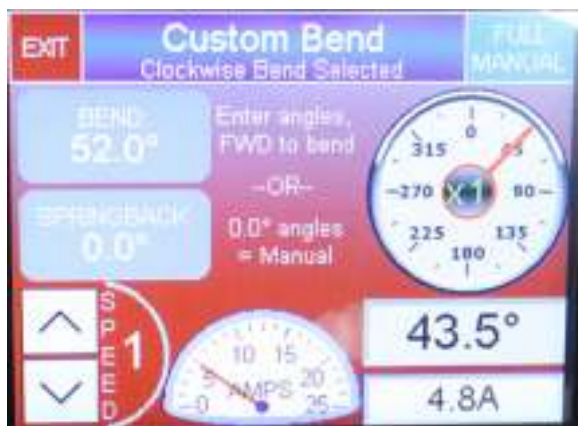 EXIT
Custom Bend
Clockwise Bend Selected
FULL
MANUAL
BEND:
52.0°
SPRINGBACK:
0.0°
Enter angles,
FWD to bend
--OR--
0.0° angles
= Manual
0
45
90
135
180
225
270
315
X1
SPEED
1
0
5
10
15
20
25
AMPS
43.5°
4.8A